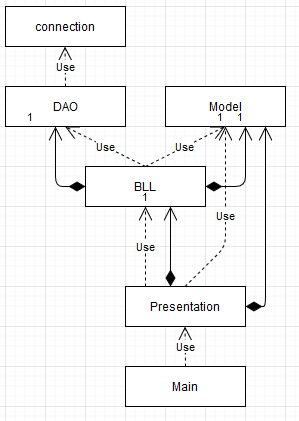 connection
Use
DAO
Model
1
1
1
Use
Use
BLL
1
Use
Use
Presentation
Use
Main